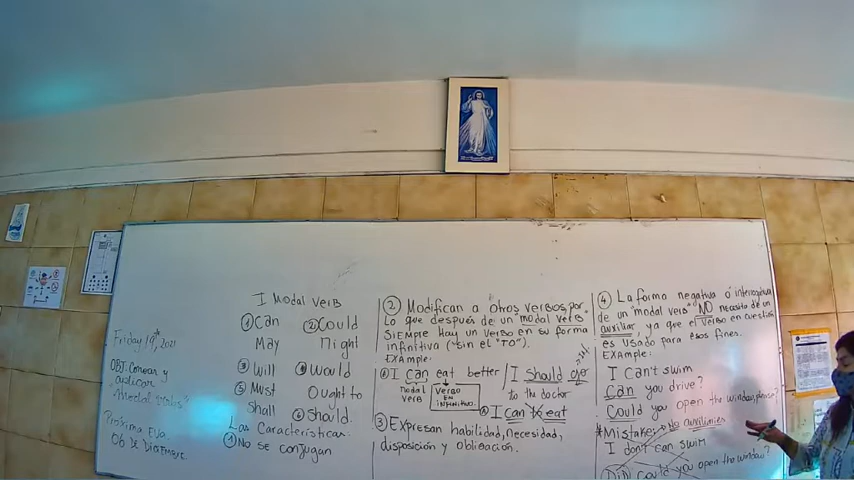 Friday 19th, 2021
OBJ: Conocer y
aplicar
"Modal verbs"
Próxima Eva.
06 DE DICIEMBRE
I Modal verb
① Can ② Could
May Might
③ Will ④ Would
⑤ Must Ought to
Shall ⑥ Should.
Las Características.
① No se conjugan
② Modifican a otros verbos, por
Lo que después de un "modal verb"
SIEMPRE Hay un verbo en su forma
infinitiva ("sin el "TO").
EXAMPLE:
I can eat better / I should go
to the doctor
modal verb
VERBO EN INFINITIVO.
I can to eat
③ Expresan habilidad, necesidad,
disposición y obligación.
④ La forma negativa o interrogativa
de un "modal verb" NO necesita de un
auxiliar, ya que el verbo en cuestión
es usado para esos fines.
EXAMPLE:
I can't swim
Can you drive?
Could you open the window, please?
*Mistake: No auxiliaries
I don't can swim
Did could you open the window?